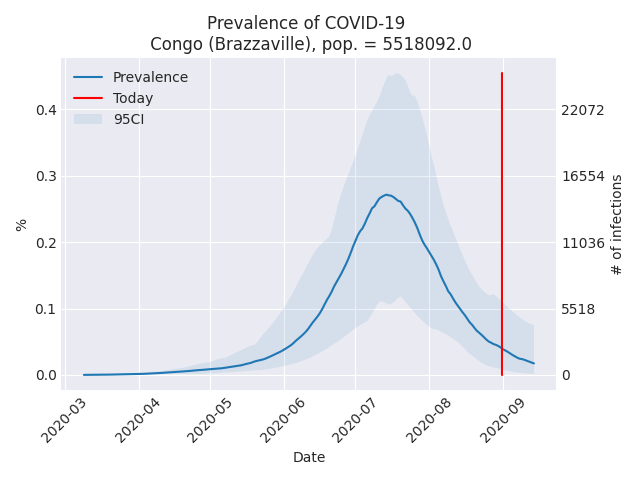 Prevalence of COVID-19
Congo (Brazzaville), pop. = 5518092.0
Prevalence
Today
95CI
0.4
0.3
0.2
0.1
0.0
%
22072
16554
11036
5518
0
# of infections
2020-03
2020-04
2020-05
2020-06
2020-07
2020-08
2020-09
Date